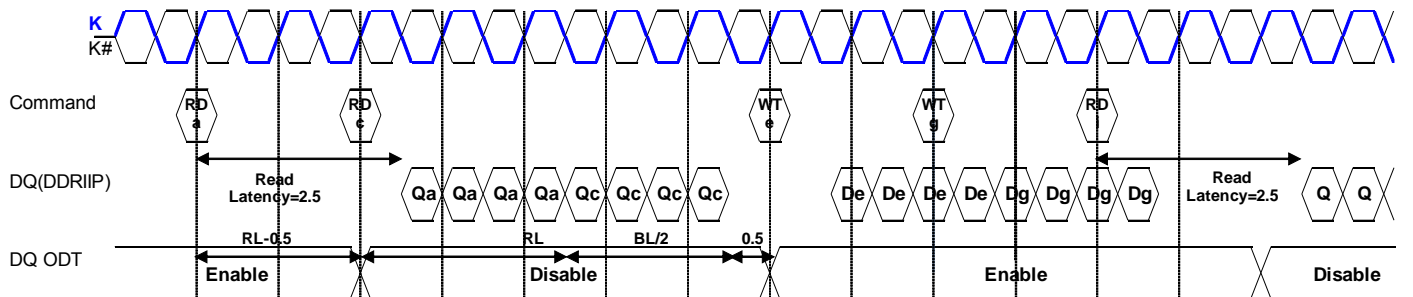 K
K#
Command
RD a
RD c
WT e
WT g
RD
DQ(DDRIIP)
Read Latency=2.5
Qa Qa Qa Qa Qc Qc Qc Qc
De De De De Dg Dg Dg Dg
Read Latency=2.5
Q Q
DQ ODT
RL-0.5
RL
BL/2
0.5
Enable
Disable
Enable
Disable